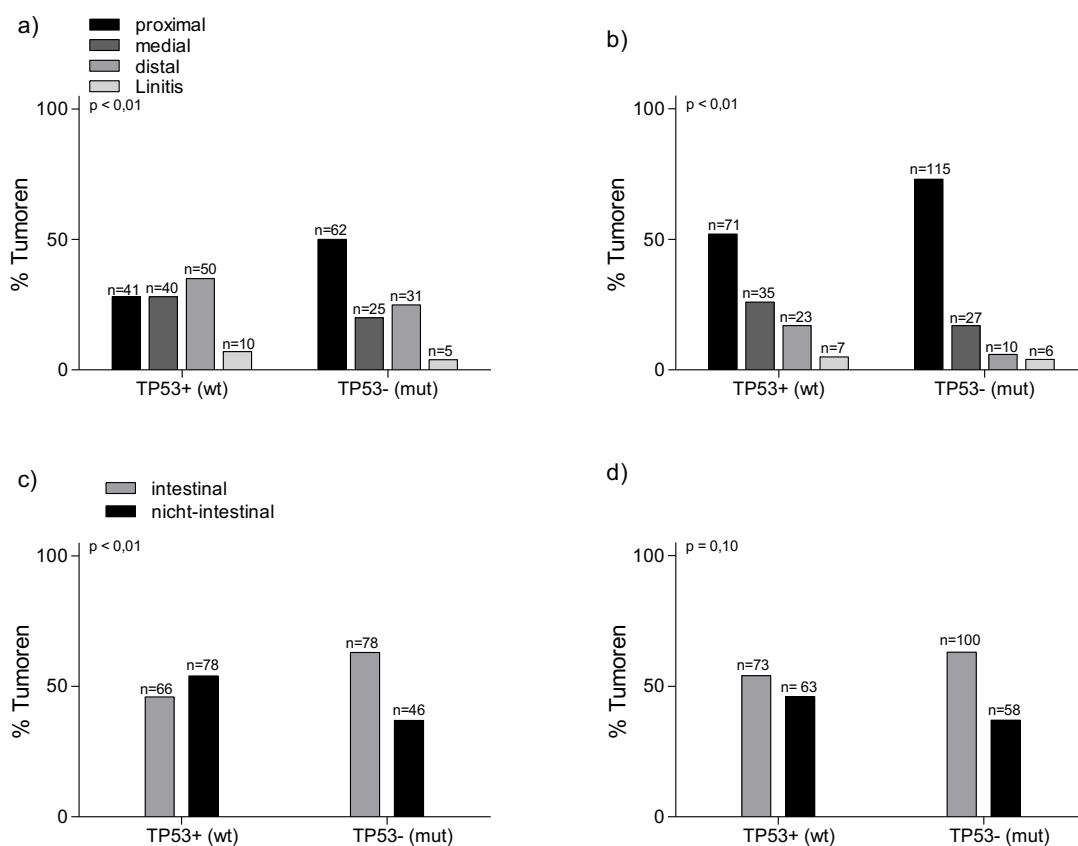 a)
proximal
medial
distal
Linitis
p < 0,01
% Tumoren
100
50
0
n=41
n=40
n=50
n=10
n=62
n=25
n=31
n=5
TP53+ (wt)
TP53- (mut)
b)
p < 0,01
% Tumoren
100
50
0
n=71
n=35
n=23
n=7
n=115
n=27
n=10
n=6
TP53+ (wt)
TP53- (mut)
c)
intestinal
nicht-intestinal
p < 0,01
% Tumoren
100
50
0
n=66
n=78
n=78
n=46
TP53+ (wt)
TP53- (mut)
d)
p = 0,10
% Tumoren
100
50
0
n=73
n= 63
n=100
n=58
TP53+ (wt)
TP53- (mut)